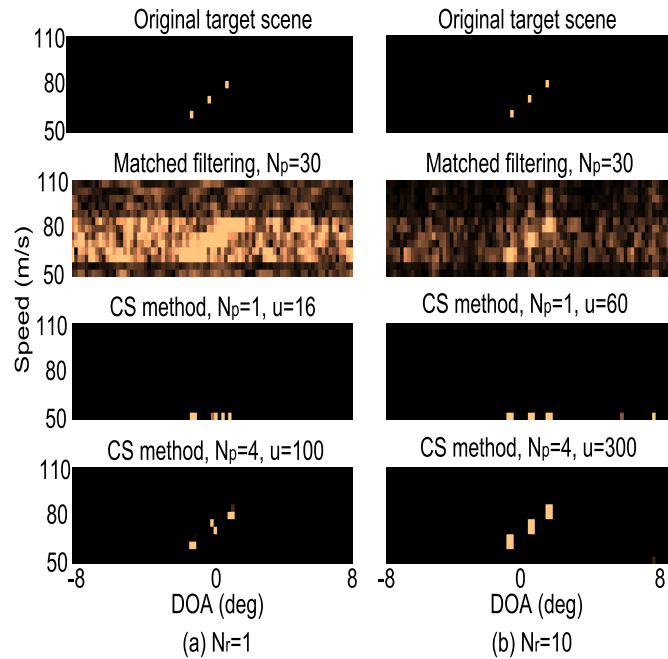 Original target scene
Original target scene
110
80
50
Matched filtering, Np=30
Matched filtering, Np=30
110
80
50
Speed (m/s)
CS method, Np=1, u=16
CS method, Np=1, u=60
110
80
50
CS method, Np=4, u=100
CS method, Np=4, u=300
110
80
50
-8 0 8
-8 0 8
DOA (deg)
DOA (deg)
(a) Nr=1
(b) Nr=10